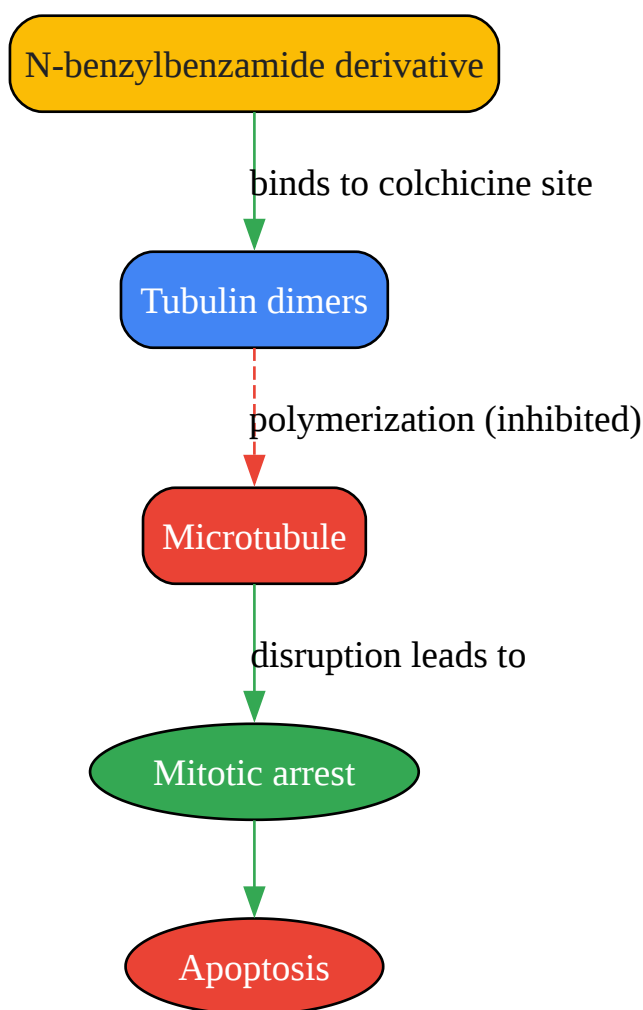 N-benzylbenzamide derivative
binds to colchicine site
Tubulin dimers
polymerization (inhibited)
Microtubule
disruption leads to
Mitotic arrest
Apoptosis